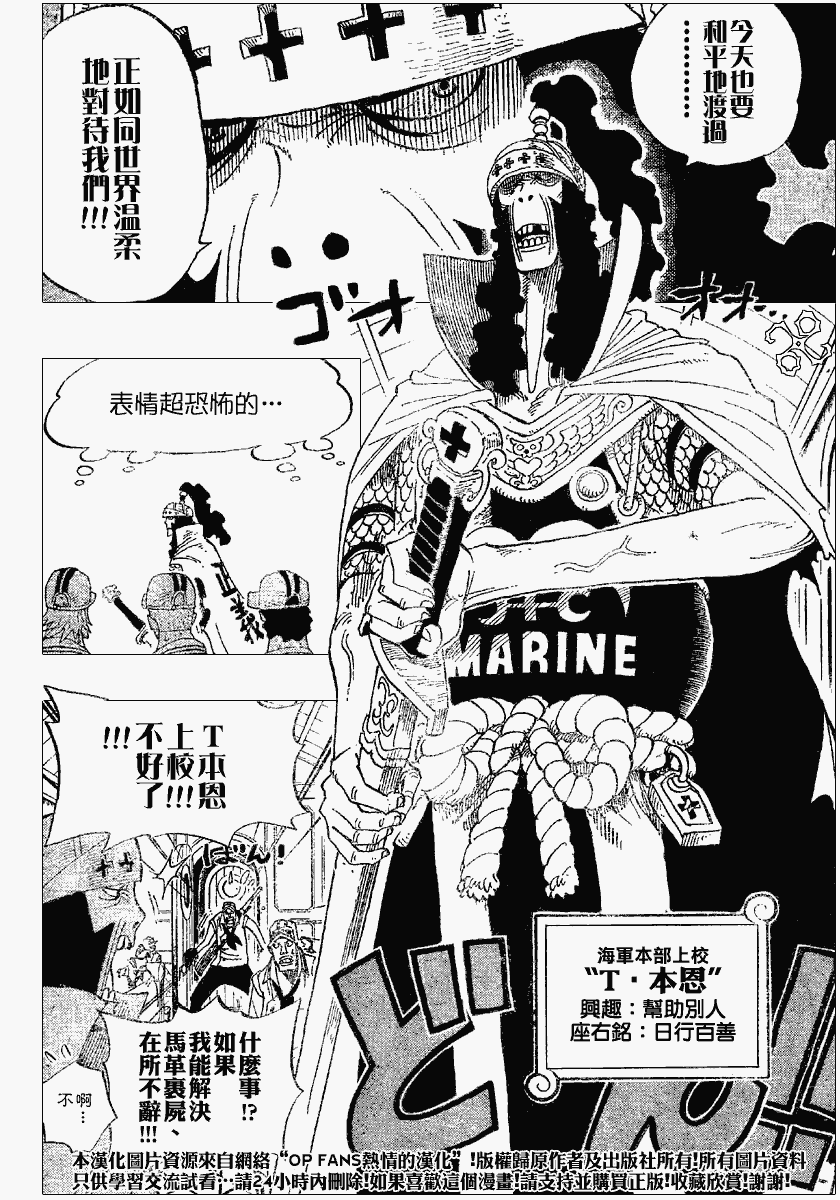 今天也要
和平地渡過
…………
正如同世界溫柔
地對待我們!!!
ゴオ
オオ…
表情超恐怖的…
MARINE
T本恩
上校!!!
不好了
!!!
ばん!
海軍本部上校
“T・本恩”
興趣：幫助別人
座右銘：日行百善
什麼事!?
如果
我能解決
馬革裹屍、
在所不辭!!!
不啊
…
どん!!
本漢化圖片資源來自網絡“OP FANS熱情的漢化”!版權歸原作者及出版社所有!所有圖片資料
只供學習交流試看…請24小時內刪除!如果喜歡這個漫畫!請支持並購買正版!收藏欣賞!謝謝!